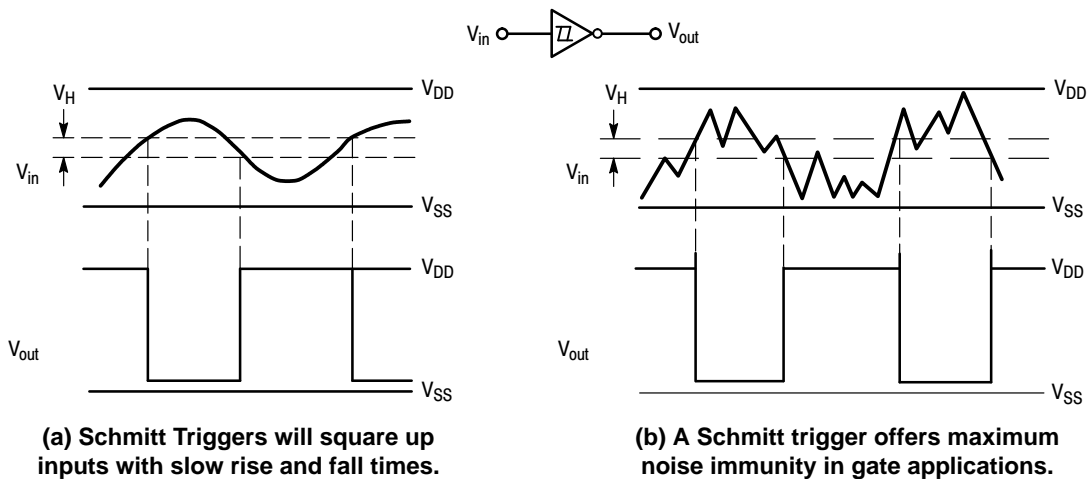 Vin Vout
VH
VDD
Vin
VSS
VDD
Vout
VSS
(a) Schmitt Triggers will square up
inputs with slow rise and fall times.
VH
VDD
Vin
VSS
VDD
Vout
VSS
(b) A Schmitt trigger offers maximum
noise immunity in gate applications.